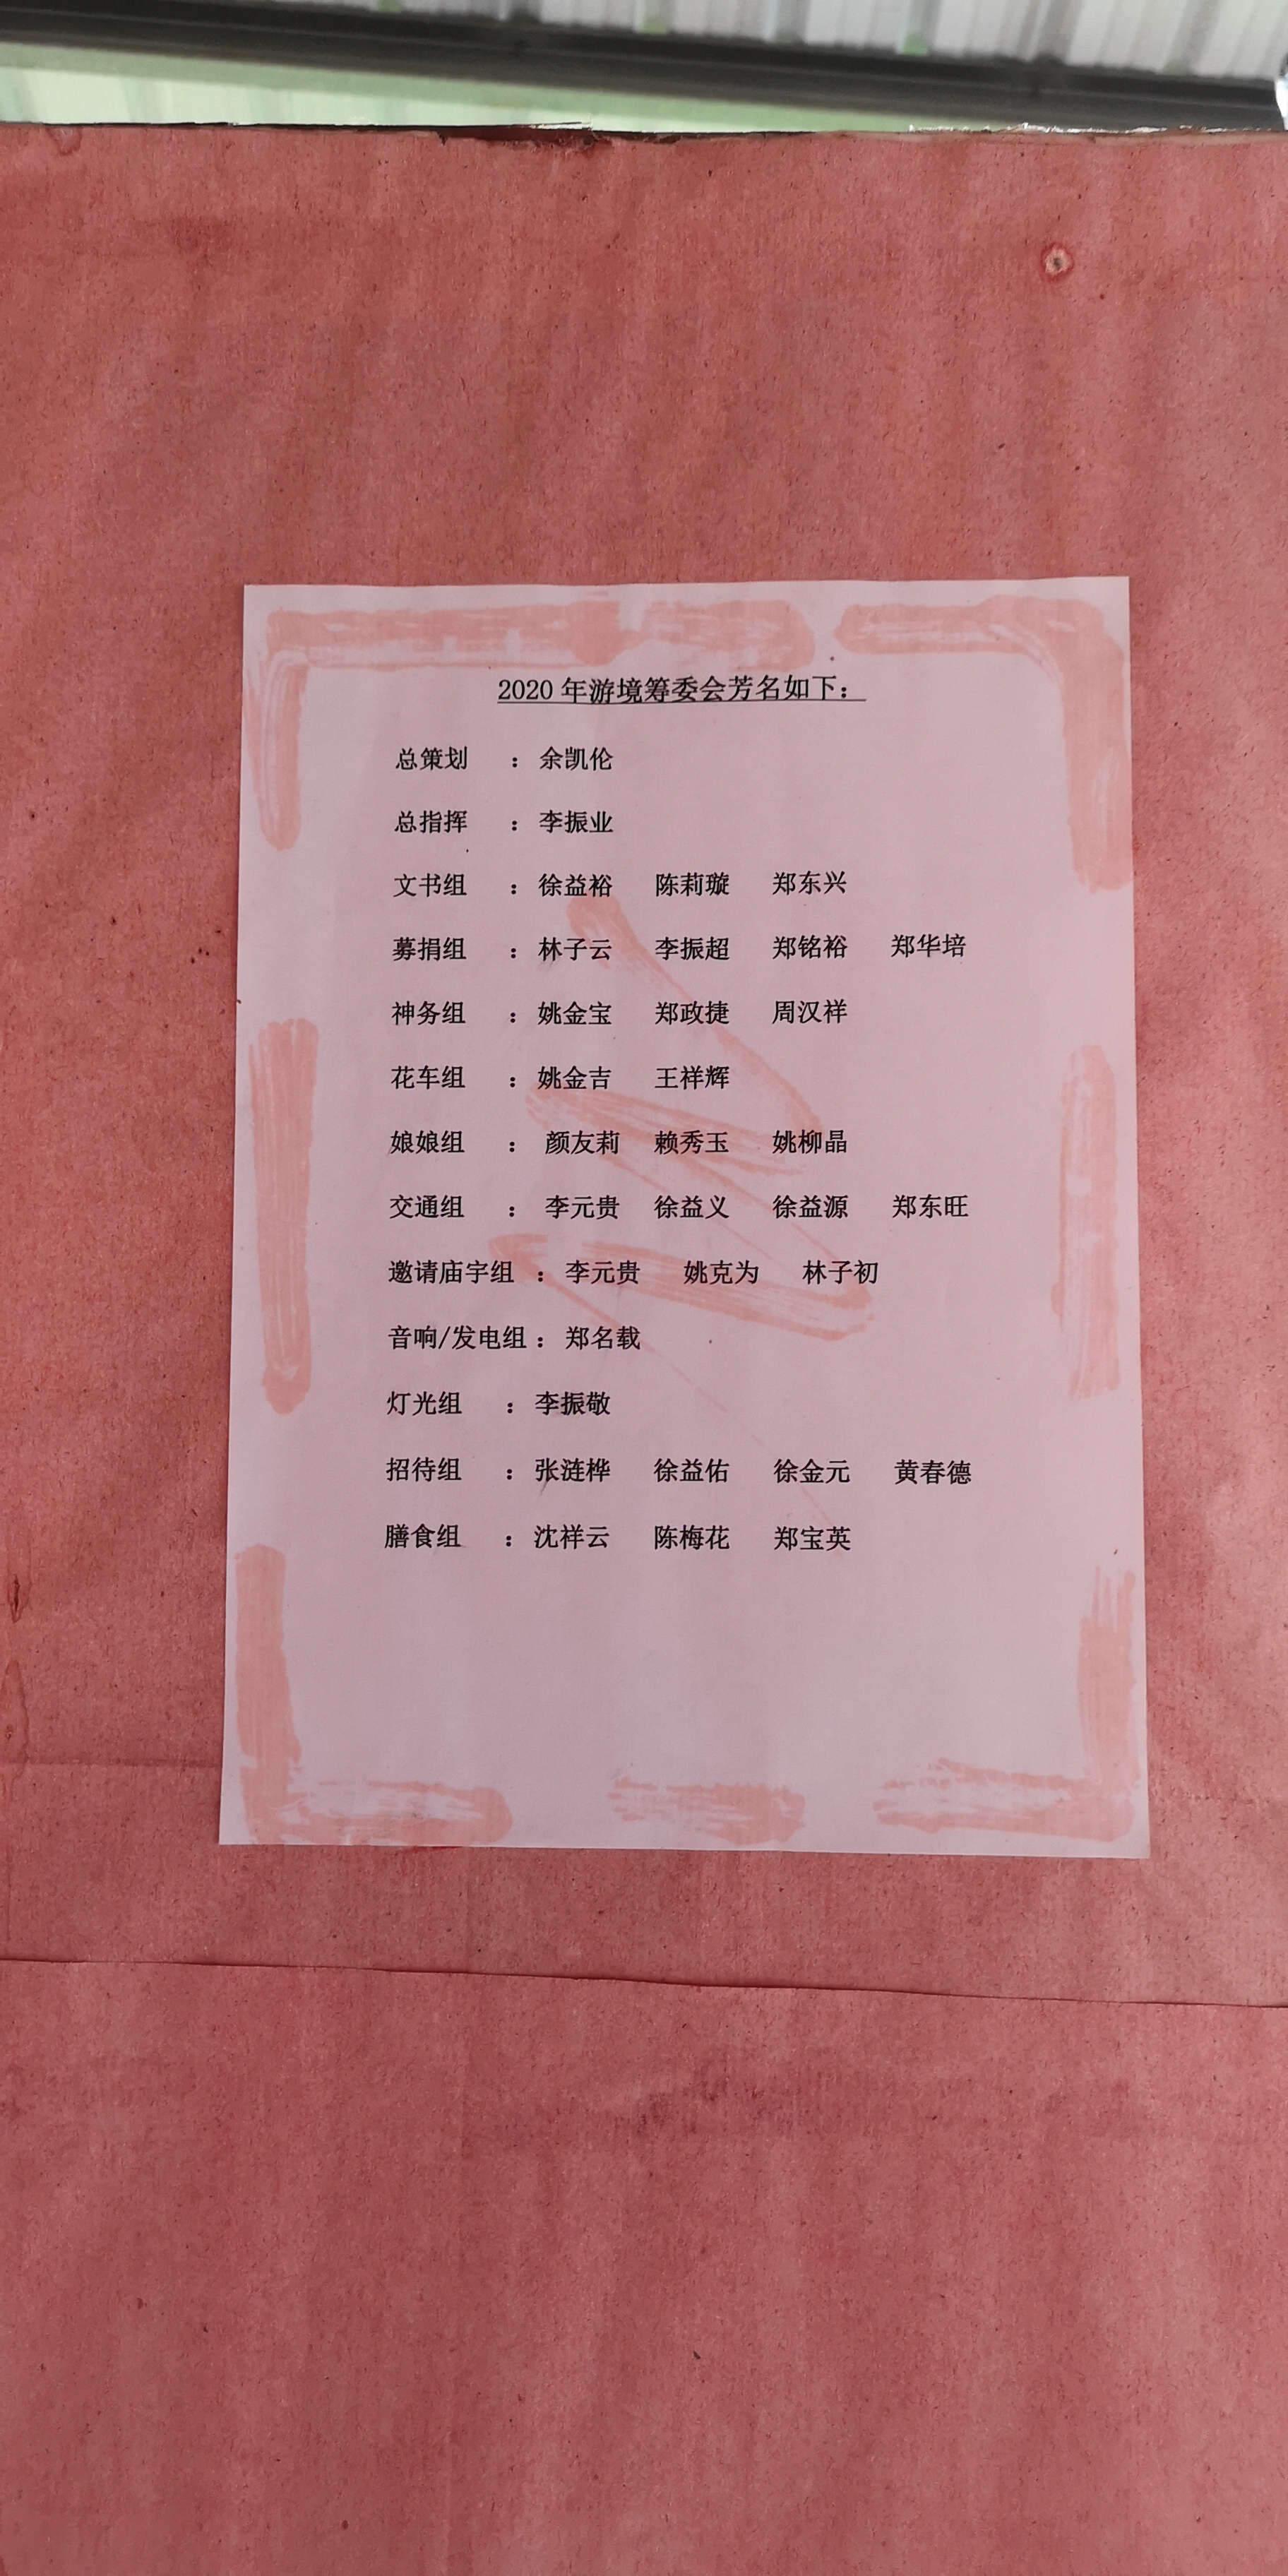 2020 年游境筹委会芳名如下：
总策划 ： 余凯伦
总指挥 ： 李振业
文书组 ： 徐益裕 陈莉璇 郑东兴
募捐组 ： 林子云 李振超 郑铭裕 郑华培
神务组 ： 姚金宝 郑政捷 周汉祥
花车组 ： 姚金吉 王祥辉
娘娘组 ： 颜友莉 赖秀玉 姚柳晶
交通组 ： 李元贵 徐益义 徐益源 郑东旺
邀请庙宇组 ： 李元贵 姚克为 林子初
音响/发电组 ： 郑名载
灯光组 ： 李振敬
招待组 ： 张涟桦 徐益佑 徐金元 黄春德
膳食组 ： 沈祥云 陈梅花 郑宝英